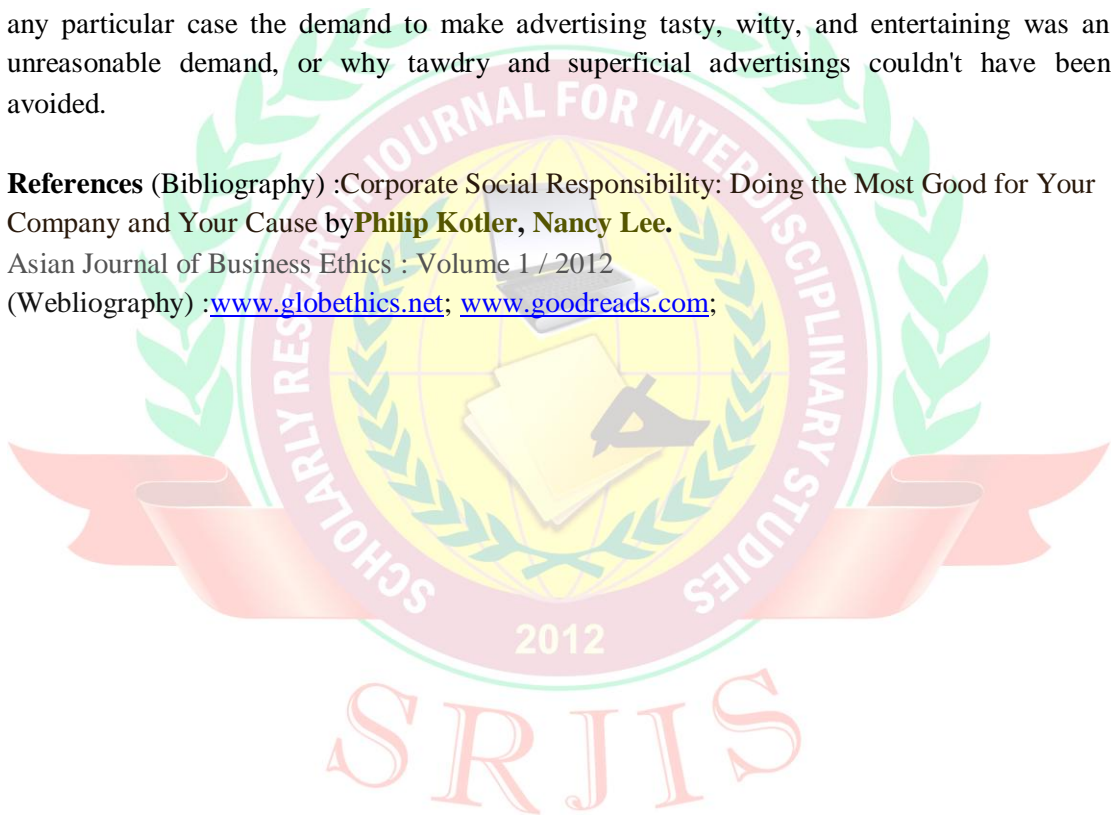 any particular case the demand to make advertising tasty, witty, and entertaining was an
unreasonable demand, or why tawdry and superficial advertisings couldn't have been
avoided.
References (Bibliography) :Corporate Social Responsibility: Doing the Most Good for Your
Company and Your Cause byPhilip Kotler, Nancy Lee.
Asian Journal of Business Ethics : Volume 1 / 2012
(Webliography) :www.globethics.net; www.goodreads.com;
SCHOLARLY RESEARCH JOURNAL FOR INTERDISCIPLINARY STUDIES
2012
SRJIS